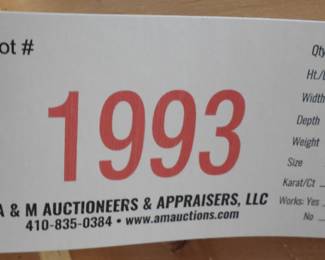 ot #
1993
A & M AUCTIONEERS & APPRAISERS, LLC
410-835-0384 • www.amauctions.com
Qty
Ht./L
Width
Depth
Weight
Size
Karat/Ct
Works: Yes
No